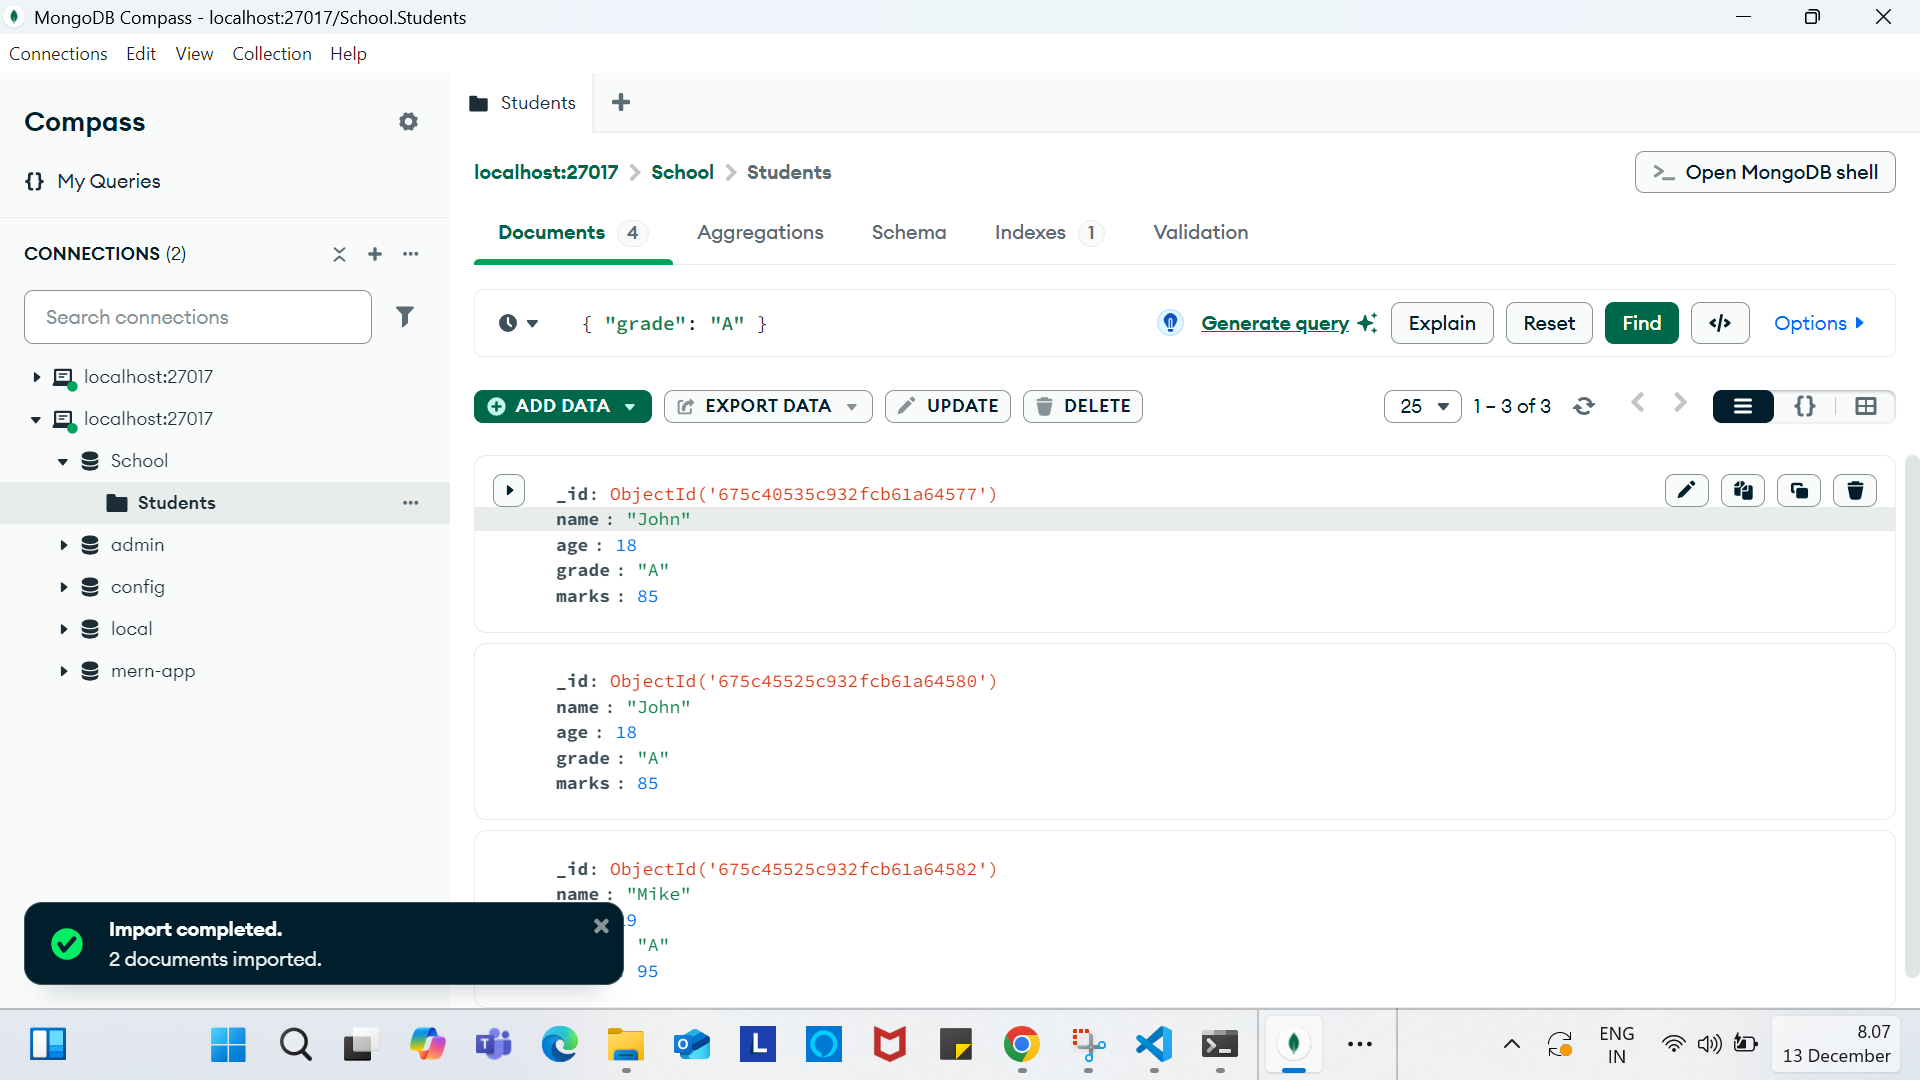 MongoDB Compass - localhost:27017/School.Students
Connections Edit View Collection Help
Compass
My Queries
CONNECTIONS (2)
Search connections
localhost:27017
localhost:27017
School
Students
admin
config
local
mern-app
Students
localhost:27017 School Students
Open MongoDB shell
Documents 4 Aggregations Schema Indexes 1 Validation
{ "grade": "A" }
Generate query Explain Reset Find </> Options
ADD DATA EXPORT DATA UPDATE DELETE
25 1 – 3 of 3 {}
_id: ObjectId('675c40535c932fcb61a64577')
name : "John"
age : 18
grade : "A"
marks : 85
_id: ObjectId('675c45525c932fcb61a64580')
name : "John"
age : 18
grade : "A"
marks : 85
_id: ObjectId('675c45525c932fcb61a64582')
name : "Mike"
9
"A"
95
Import completed.
2 documents imported.
L
ENG
IN
8.07
13 December